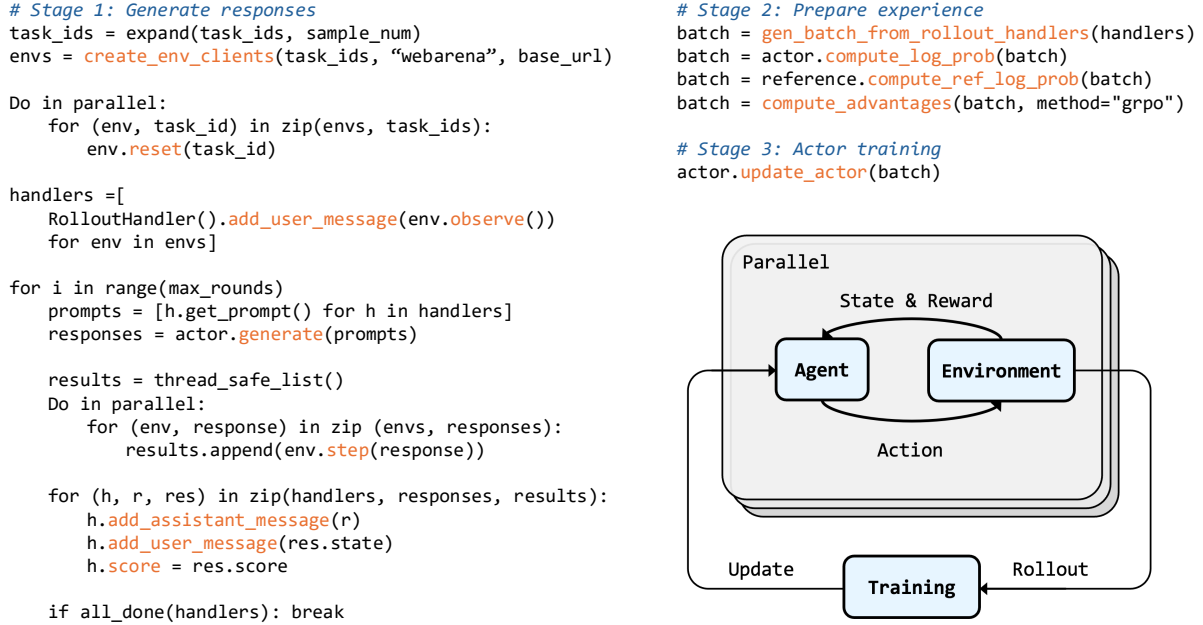 # Stage 1: Generate responses
task_ids = expand(task_ids, sample_num)
envs = create_env_clients(task_ids, “webarena”, base_url)

Do in parallel:
    for (env, task_id) in zip(envs, task_ids):
        env.reset(task_id)

handlers =[
    RolloutHandler().add_user_message(env.observe())
    for env in envs]

for i in range(max_rounds)
    prompts = [h.get_prompt() for h in handlers]
    responses = actor.generate(prompts)

    results = thread_safe_list()
    Do in parallel:
        for (env, response) in zip (envs, responses):
            results.append(env.step(response))

    for (h, r, res) in zip(handlers, responses, results):
        h.add_assistant_message(r)
        h.add_user_message(res.state)
        h.score = res.score

    if all_done(handlers): break

# Stage 2: Prepare experience
batch = gen_batch_from_rollout_handlers(handlers)
batch = actor.compute_log_prob(batch)
batch = reference.compute_ref_log_prob(batch)
batch = compute_advantages(batch, method="grpo")

# Stage 3: Actor training
actor.update_actor(batch)

Parallel
State & Reward
Agent
Environment
Action
Update
Rollout
Training